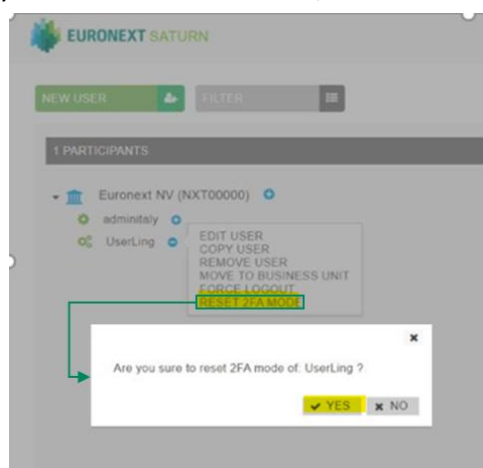 EURONEXT SATURN
NEW USER
FILTER
1 PARTICIPANTS
Euronext NV (NXT00000)
adminitaly
UserLing
EDIT USER
COPY USER
REMOVE USER
MOVE TO BUSINESS UNIT
FORCE LOGOUT
RESET 2FA MODE
Are you sure to reset 2FA mode of: UserLing ?
YES
NO